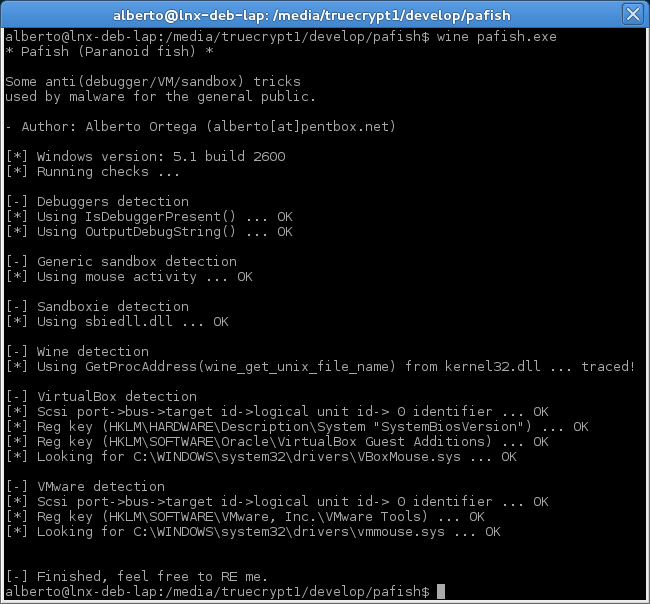 alberto@lnx-deb-lap: /media/truecrypt1/develop/pafish
alberto@lnx-deb-lap:/media/truecrypt1/develop/pafish$ wine pafish.exe
* Pafish (Paranoid fish) *
Some anti(debugger/VM/sandbox) tricks
used by malware for the general public.
- Author: Alberto Ortega (alberto[at]pentbox.net)
[*] Windows version: 5.1 build 2600
[*] Running checks ...
[-] Debuggers detection
[*] Using IsDebuggerPresent() ... OK
[*] Using OutputDebugString() ... OK
[-] Generic sandbox detection
[*] Using mouse activity ... OK
[-] Sandboxie detection
[*] Using sbiedll.dll ... OK
[-] Wine detection
[*] Using GetProcAddress(wine_get_unix_file_name) from kernel32.dll ... traced!
[-] VirtualBox detection
[*] Scsi port->bus->target id->logical unit id-> 0 identifier ... OK
[*] Reg key (HKLM\HARDWARE\Description\System "SystemBiosVersion") ... OK
[*] Reg key (HKLM\SOFTWARE\Oracle\VirtualBox Guest Additions) ... OK
[*] Looking for C:\WINDOWS\system32\drivers\VBoxMouse.sys ... OK
[-] VMware detection
[*] Scsi port->bus->target id->logical unit id-> 0 identifier ... OK
[*] Reg key (HKLM\SOFTWARE\VMware, Inc.\VMware Tools) ... OK
[*] Looking for C:\WINDOWS\system32\drivers\vmmouse.sys ... OK
[-] Finished, feel free to RE me.
alberto@lnx-deb-lap:/media/truecrypt1/develop/pafish$